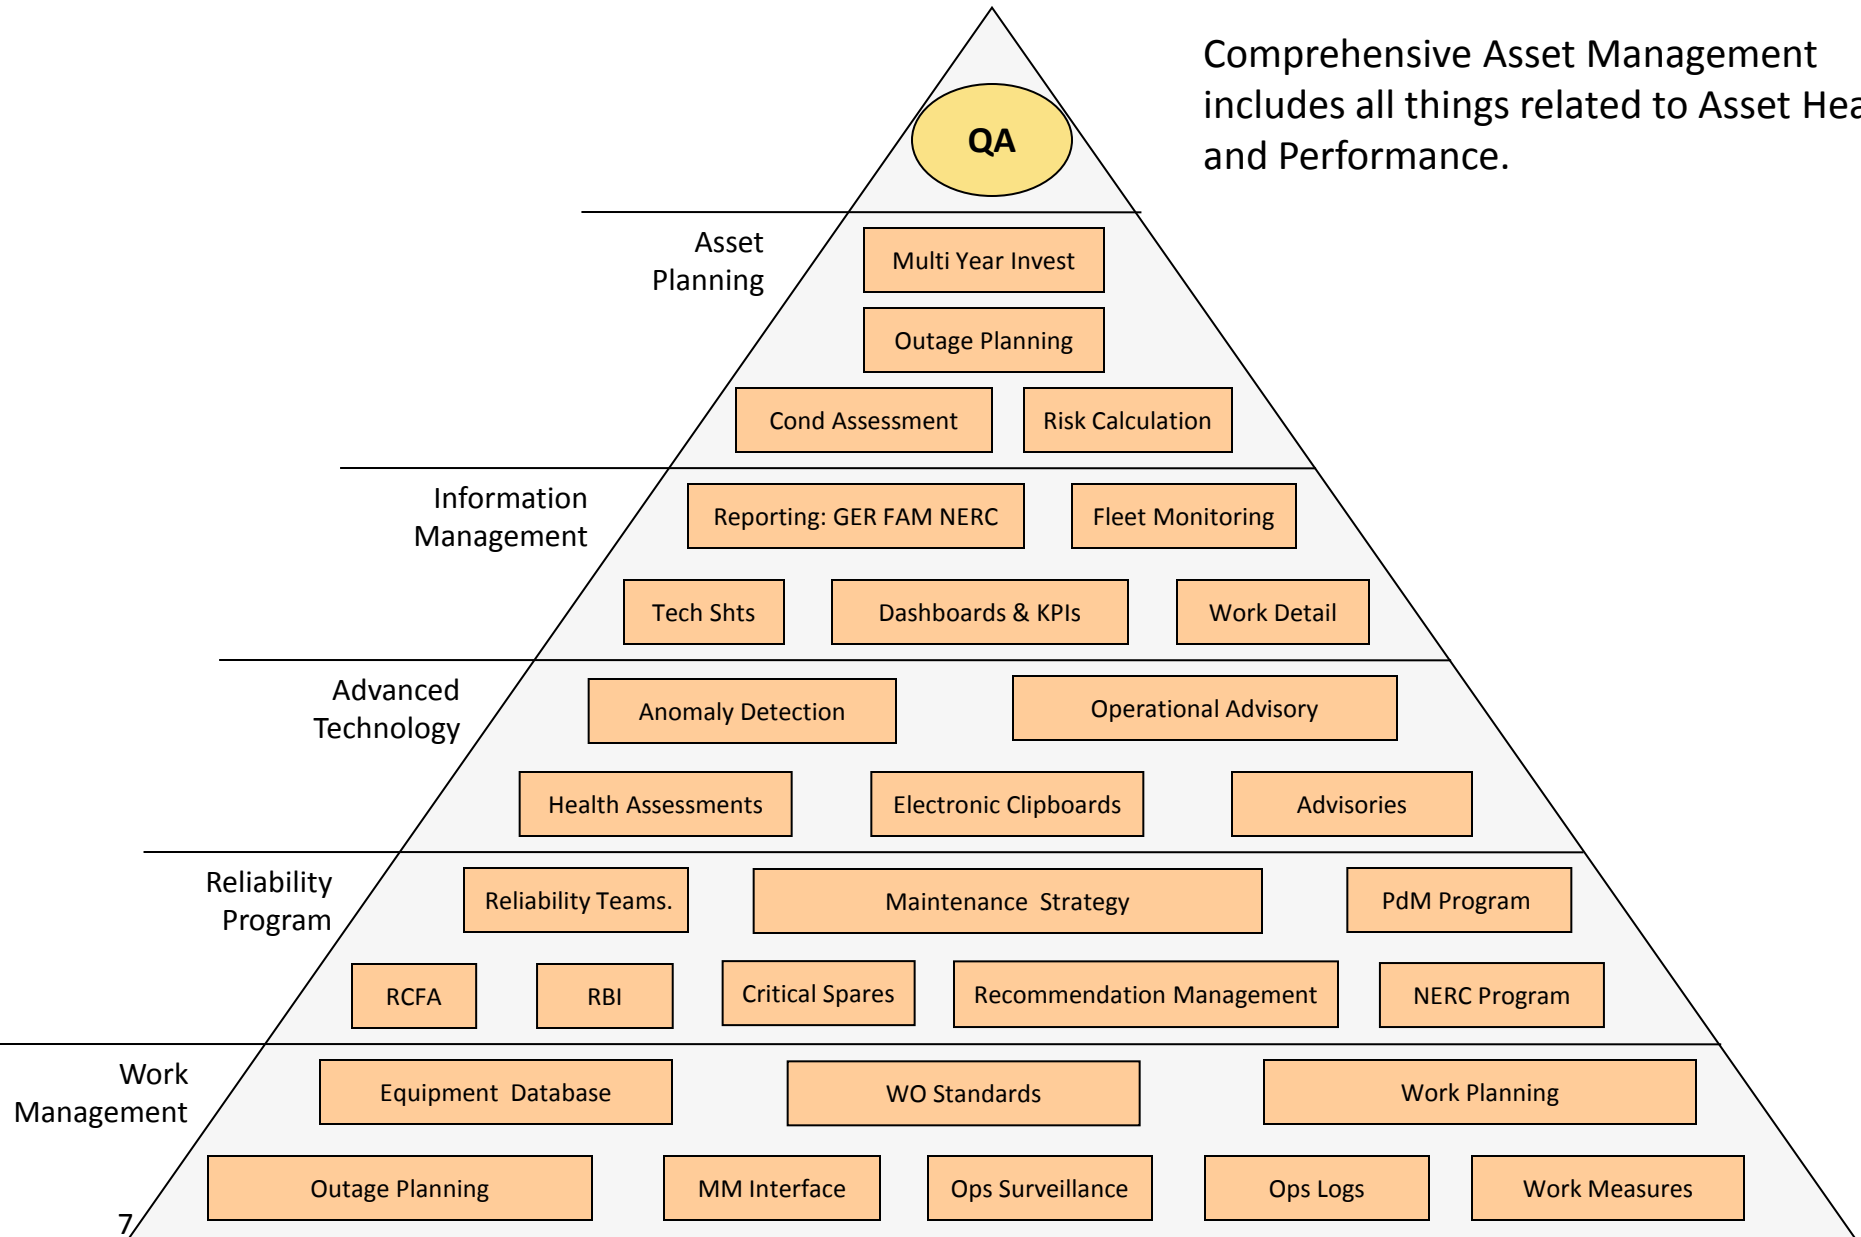 Comprehensive Asset Management
includes all things related to Asset Hea
and Performance.
QA
Asset
Planning
Multi Year Invest
Outage Planning
Cond Assessment
Risk Calculation
Information
Management
Reporting: GER FAM NERC
Fleet Monitoring
Tech Shts
Dashboards & KPIs
Work Detail
Advanced
Technology
Anomaly Detection
Operational Advisory
Health Assessments
Electronic Clipboards
Advisories
Reliability
Program
Reliability Teams.
Maintenance Strategy
PdM Program
RCFA
RBI
Critical Spares
Recommendation Management
NERC Program
Work
Management
Equipment Database
WO Standards
Work Planning
Outage Planning
MM Interface
Ops Surveillance
Ops Logs
Work Measures
7